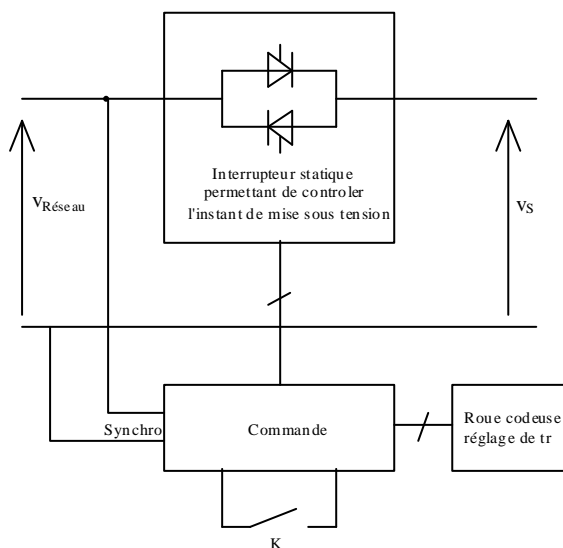 Interrupteur statique
permettant de controler
l'instant de mise sous tension
vRéseau
vS
Synchro
Commande
Roue codeuse
réglage de tr
K